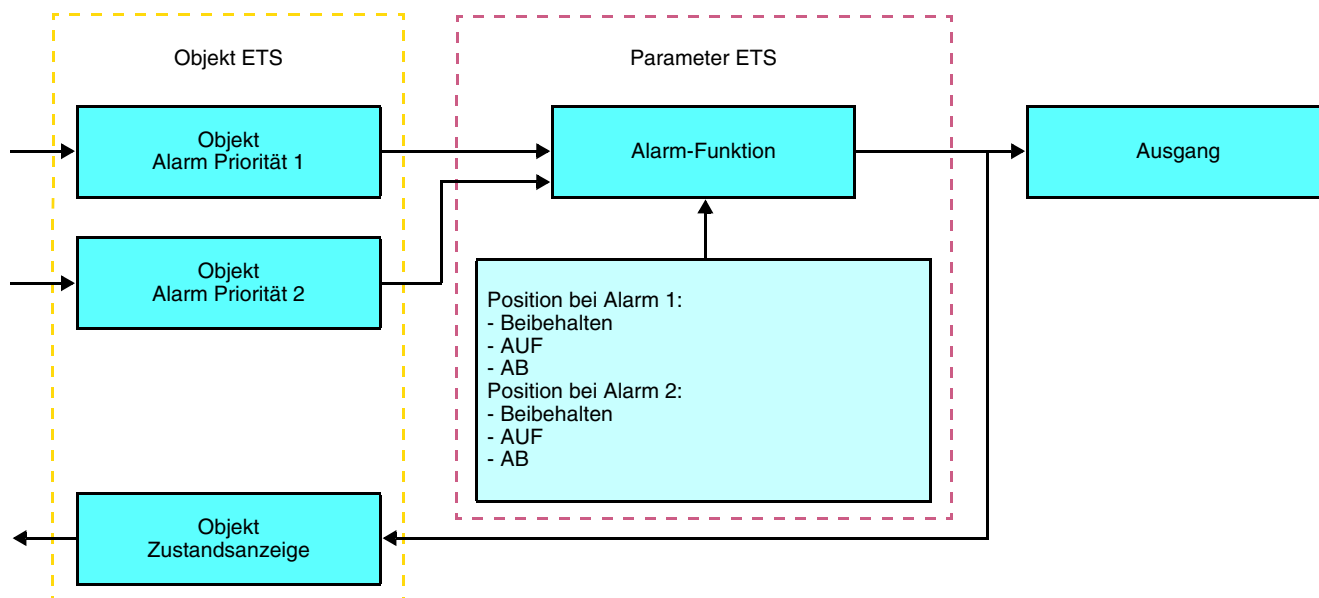 Objekt ETS
Parameter ETS
Objekt
Alarm Priorität 1
Alarm-Funktion
Ausgang
Objekt
Alarm Priorität 2
Position bei Alarm 1:
- Beibehalten
- AUF
- AB
Position bei Alarm 2:
- Beibehalten
- AUF
- AB
Objekt
Zustandsanzeige